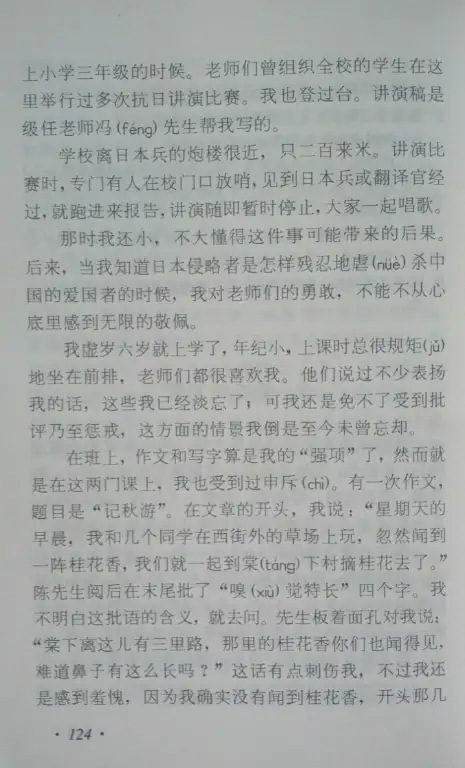 上小学三年级的时候。老师们曾组织全校的学生在这
里举行过多次抗日讲演比赛。我也登过台。讲演稿是
级任老师冯(féng)先生帮我写的。
学校离日本兵的炮楼很近，只二百来米。讲演比
赛时，专门有人在校门口放哨，见到日本兵或翻译官经
过，就跑进来报告，讲演随即暂时停止，大家一起唱歌。
那时我还小，不大懂得这件事可能带来的后果。
后来，当我知道日本侵略者是怎样残忍地虐(nüè)杀中
国的爱国者的时候，我对老师们的勇敢，不能不从心
底里感到无限的敬佩。
我虚岁六岁就上学了，年纪小，上课时总很规矩(jǔ)
地坐在前排，老师们都很喜欢我。他们说过不少表扬
我的话，这些我已经淡忘了；可我还是免不了受到批
评乃至惩戒，这方面的情景我倒是至今未曾忘却。
在班上，作文和写字算是我的“强项”了，然而就
是在这两门课上，我也受到过申斥(chì)。有一次作文，
题目是“记秋游”。在文章的开头，我说：“星期天的
早晨，我和几个同学在西街外的草场上玩，忽然闻到
一阵桂花香，我们就一起到棠(táng)下村摘桂花去了。”
陈先生阅后在末尾批了“嗅(xiù)觉特长”四个字。我
不明白这批语的含义，就去问。先生板着面孔对我说：
“棠下离这儿有三里路，那里的桂花香你们也闻得见，
难道鼻子有这么长吗？”这话有点刺伤我，不过我还
是感到羞愧，因为我确实没有闻到桂花香，开头那几
· 124 ·